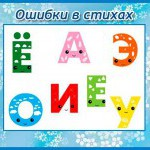 Ошибки в стихах
Ё А Э
О И Е У